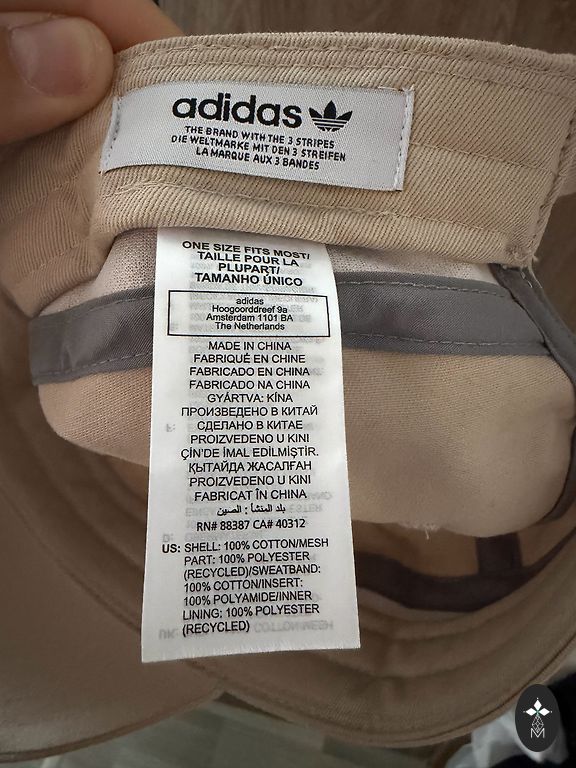 adidas
THE BRAND WITH THE 3 STRIPES
DIE WELTMARKE MIT DEN 3 STREIFEN
LA MARQUE AUX 3 BANDES
ONE SIZE FITS MOST/
TAILLE POUR LA
PLUPART/
TAMANHO ÚNICO
adidas
Hoogoorddreef 9a
Amsterdam 1101 BA
The Netherlands
MADE IN CHINA
FABRIQUÉ EN CHINE
FABRICADO EN CHINA
FABRICADO NA CHINA
GYÁRTVA: KÍNA
ПРОИЗВЕДЕНО В КИТАЙ
СДЕЛАНО В КИТАЕ
PROIZVEDENO U KINI
ÇİN'DE İMAL EDİLMİŞTİR.
ҚЫТАЙДА ЖАСАЛҒАН
PROIZVEDENO U KINI
FABRICAT ÎN CHINA
بلد المنشأ : الصين
RN# 88387 CA# 40312
US: SHELL: 100% COTTON/MESH
PART: 100% POLYESTER
(RECYCLED)/SWEATBAND:
100% COTTON/INSERT:
100% POLYAMIDE/INNER
LINING: 100% POLYESTER
(RECYCLED)